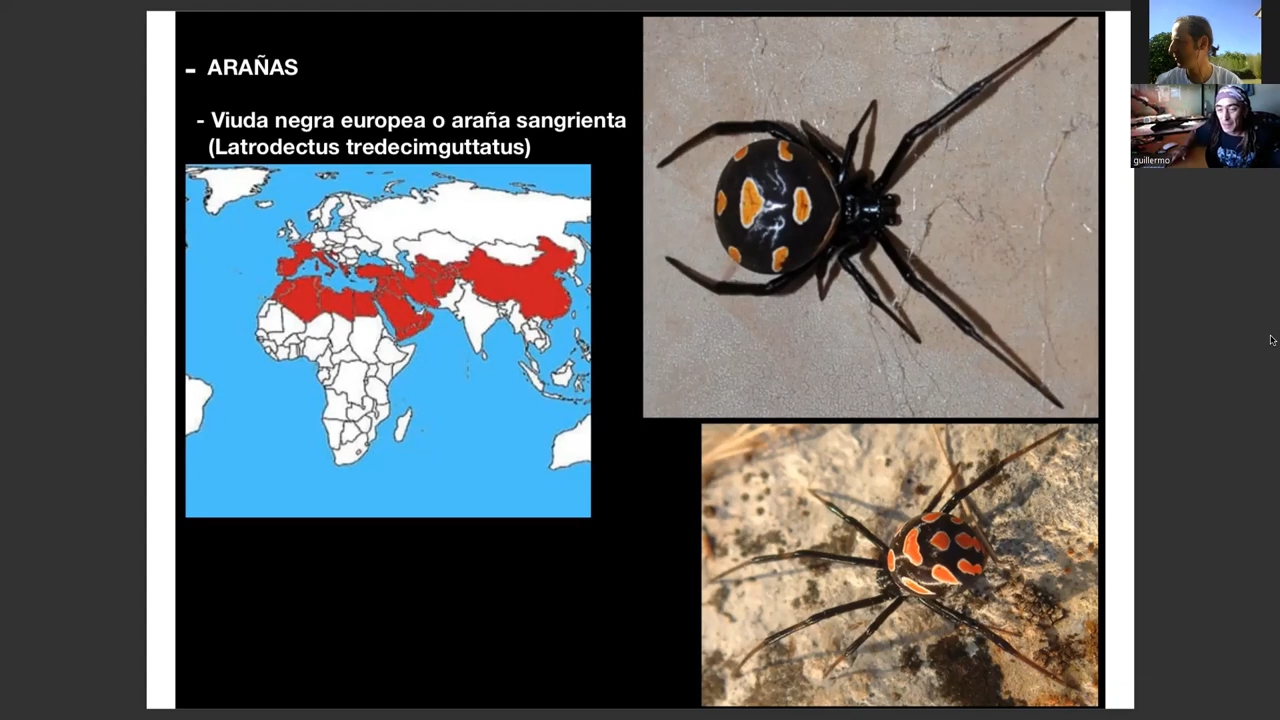 - ARAÑAS
- Viuda negra europea o araña sangrienta
(Latrodectus tredecimguttatus)
guillermo